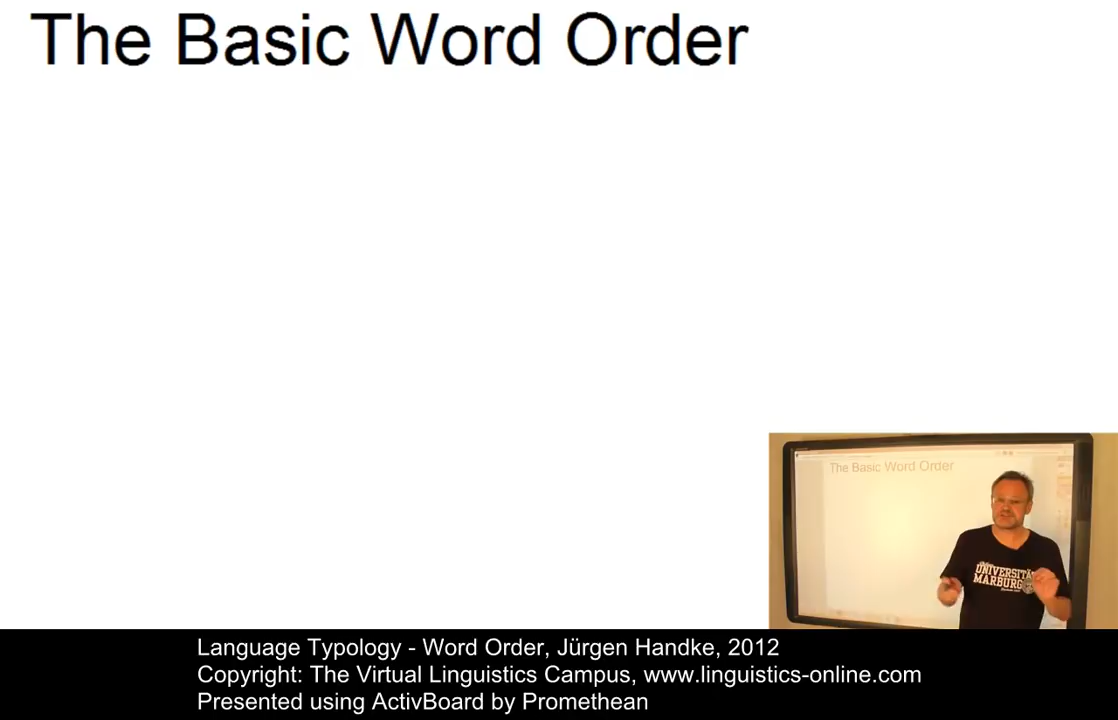 The Basic Word Order
The Basic Word Order
UNIVERSITÄ
MARBURG
Language Typology - Word Order, Jürgen Handke, 2012
Copyright: The Virtual Linguistics Campus, www.linguistics-online.com
Presented using ActivBoard by Promethean